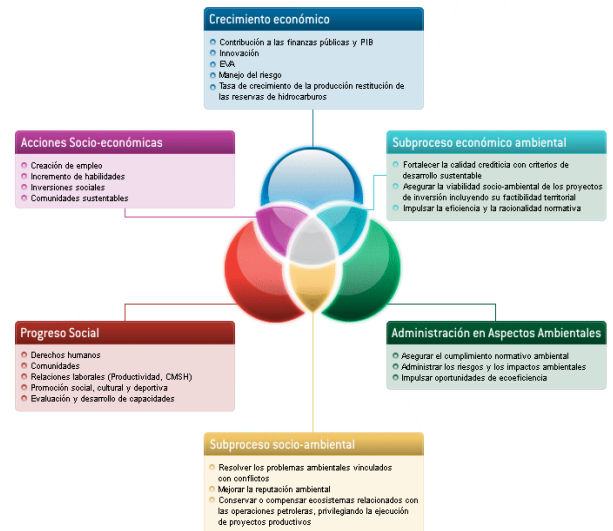 Crecimiento económico
Contribución a las finanzas públicas y PIB
Innovación
EVA
Manejo del riesgo
Tasa de crecimiento de la producción restitución de
las reservas de hidrocarburos
Acciones Socio-económicas
Creación de empleo
Incremento de habilidades
Inversiones sociales
Comunidades sustentables
Subproceso económico ambiental
Fortalecer la calidad crediticia con criterios de
desarrollo sustentable
Asegurar la viabilidad socio-ambiental de los proyectos
de inversión incluyendo su factibilidad territorial
Impulsar la eficiencia y la racionalidad normativa
Progreso Social
Derechos humanos
Comunidades
Relaciones laborales (Productividad, CMSH)
Promoción social, cultural y deportiva
Evaluación y desarrollo de capacidades
Administración en Aspectos Ambientales
Asegurar el cumplimiento normativo ambiental
Administrar los riesgos y los impactos ambientales
Impulsar oportunidades de ecoeficiencia
Subproceso socio-ambiental
Resolver los problemas ambientales vinculados
con conflictos
Mejorar la reputación ambiental
Conservar o compensar ecosistemas relacionados con
las operaciones petroleras, privilegiando la ejecución
de proyectos productivos